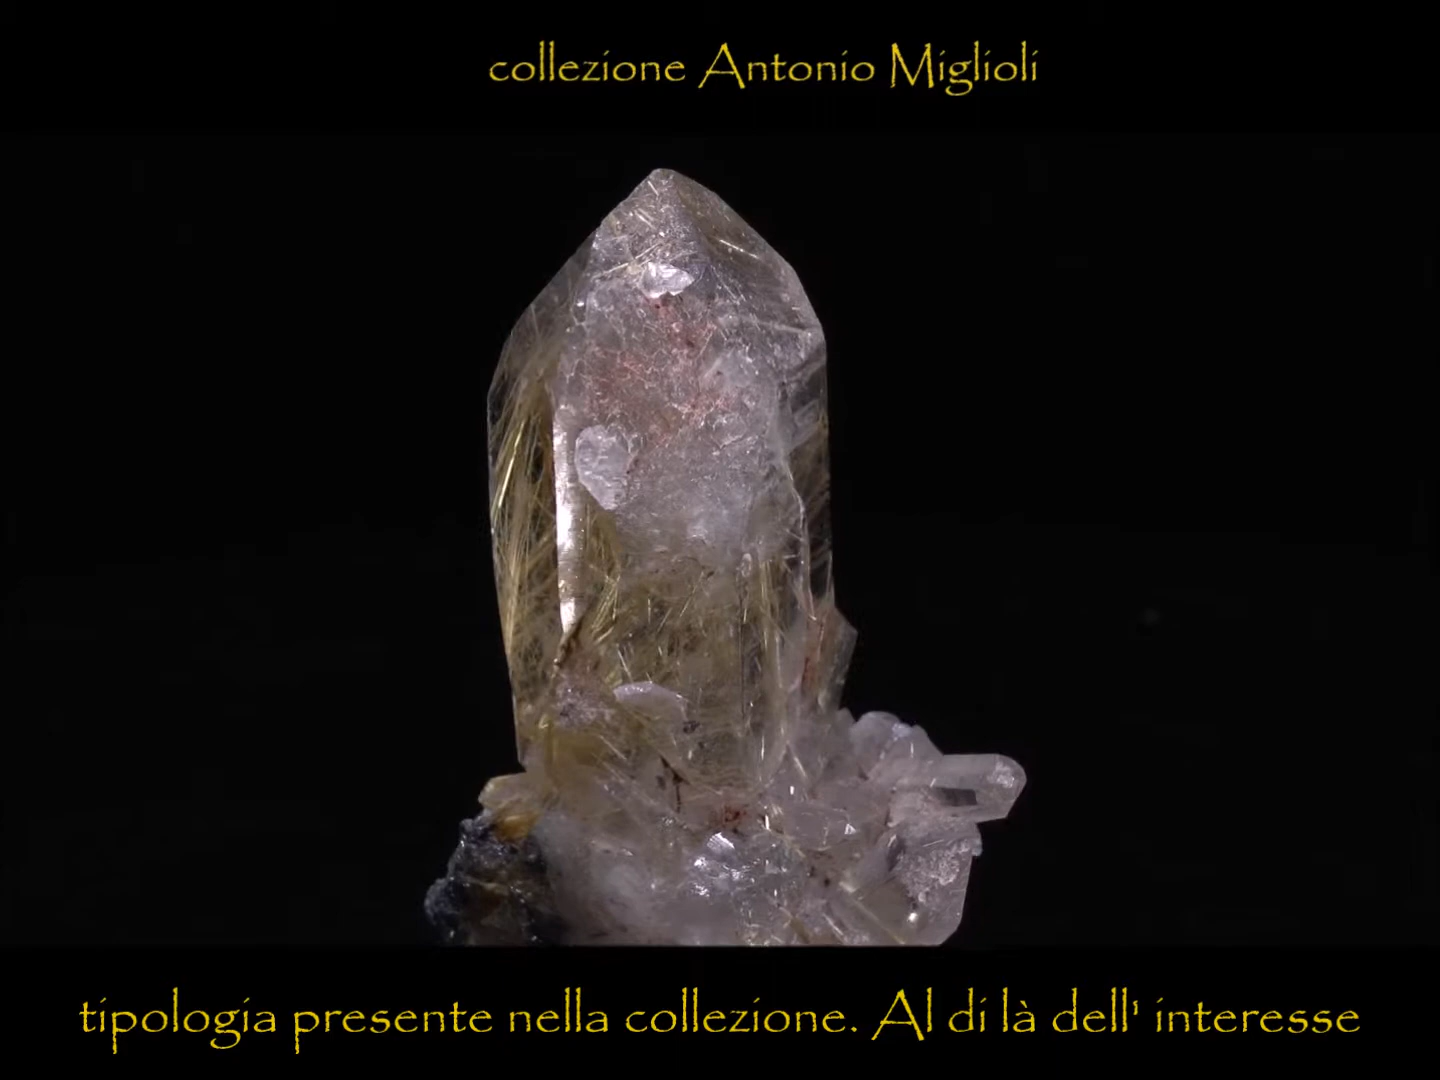 collezione Antonio Miglioli
tipologia presente nella collezione. Al di là dell' interesse